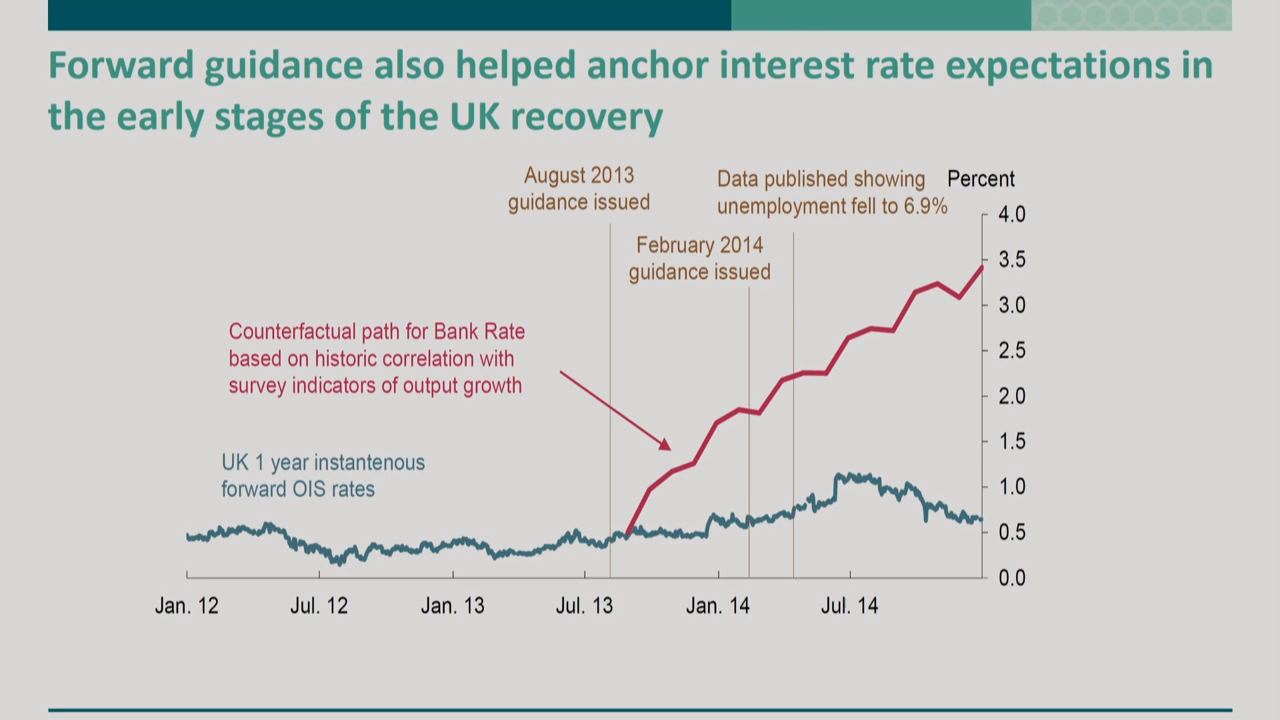 Forward guidance also helped anchor interest rate expectations in
the early stages of the UK recovery
August 2013
guidance issued
Data published showing
unemployment fell to 6.9%
Percent
February 2014
guidance issued
Counterfactual path for Bank Rate
based on historic correlation with
survey indicators of output growth
UK 1 year instantenous
forward OIS rates
4.0
3.5
3.0
2.5
2.0
1.5
1.0
0.5
0.0
Jan. 12
Jul. 12
Jan. 13
Jul. 13
Jan. 14
Jul. 14